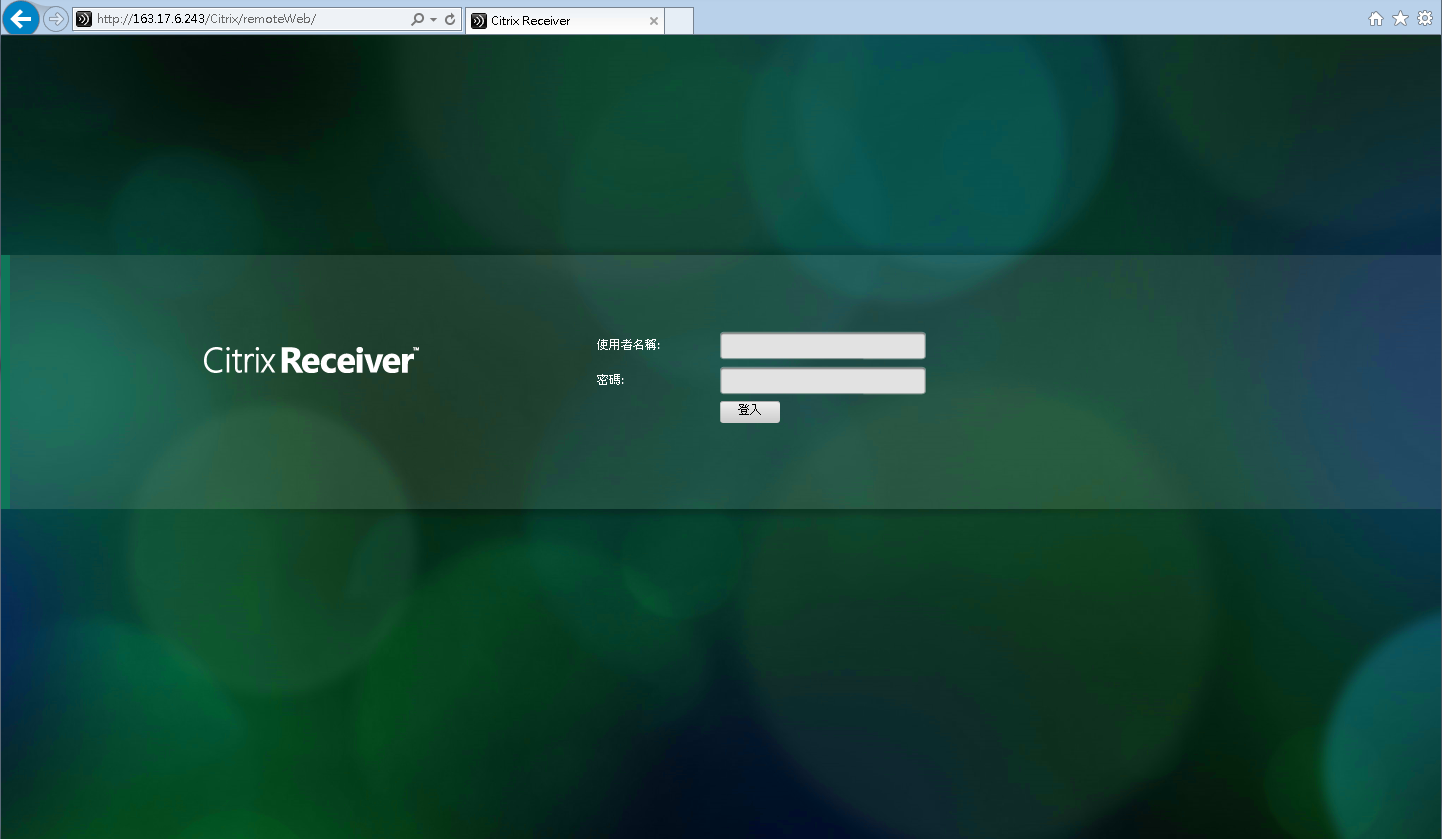 http://163.17.6.243/Citrix/remoteWeb/
Citrix Receiver
Citrix Receiver™
使用者名稱:
密碼:
登入